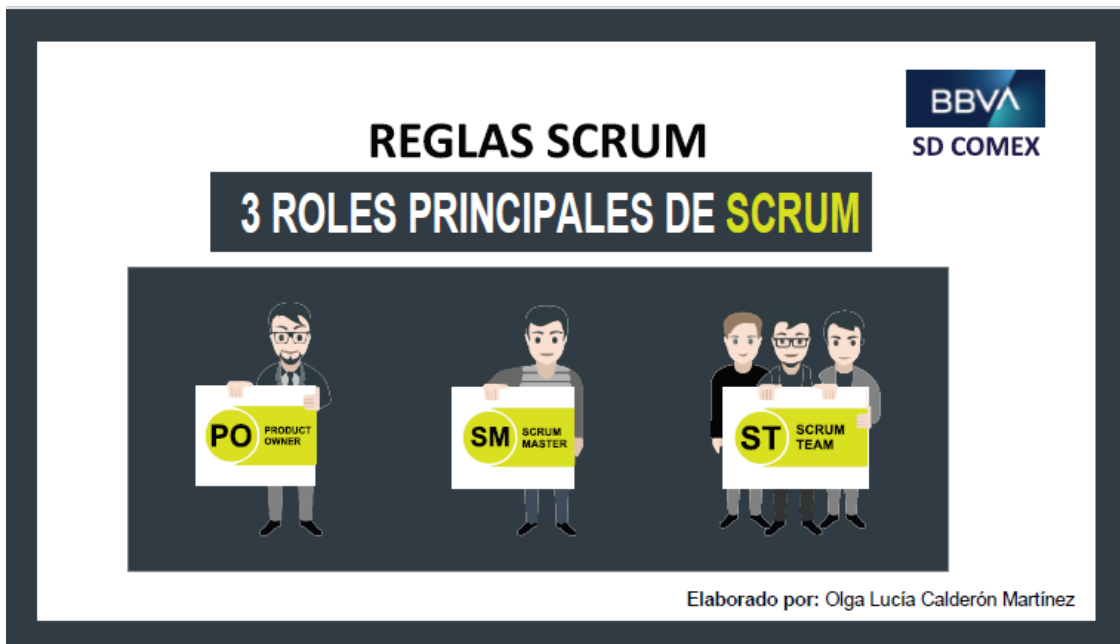 BBVA
SD COMEX
REGLAS SCRUM
3 ROLES PRINCIPALES DE SCRUM
PO PRODUCT
OWNER
SM SCRUM
MASTER
ST SCRUM
TEAM
Elaborado por: Olga Lucía Calderón Martínez